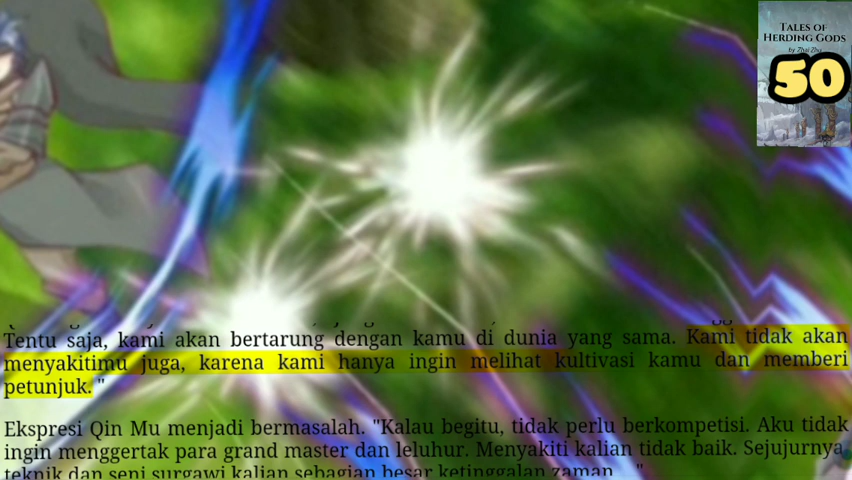 TALES OF
HERDING GODS
by Zhai Zhu
50
Tentu saja, kami akan bertarung dengan kamu di dunia yang sama. Kami tidak akan
menyakitimu juga, karena kami hanya ingin melihat kultivasi kamu dan memberi
petunjuk. "
Ekspresi Qin Mu menjadi bermasalah. "Kalau begitu, tidak perlu berkompetisi. Aku tidak
ingin menggertak para grand master dan leluhur. Menyakiti kalian tidak baik. Sejujurnya,
teknik dan seni surgawi kalian sebagian besar ketinggalan zaman ... "